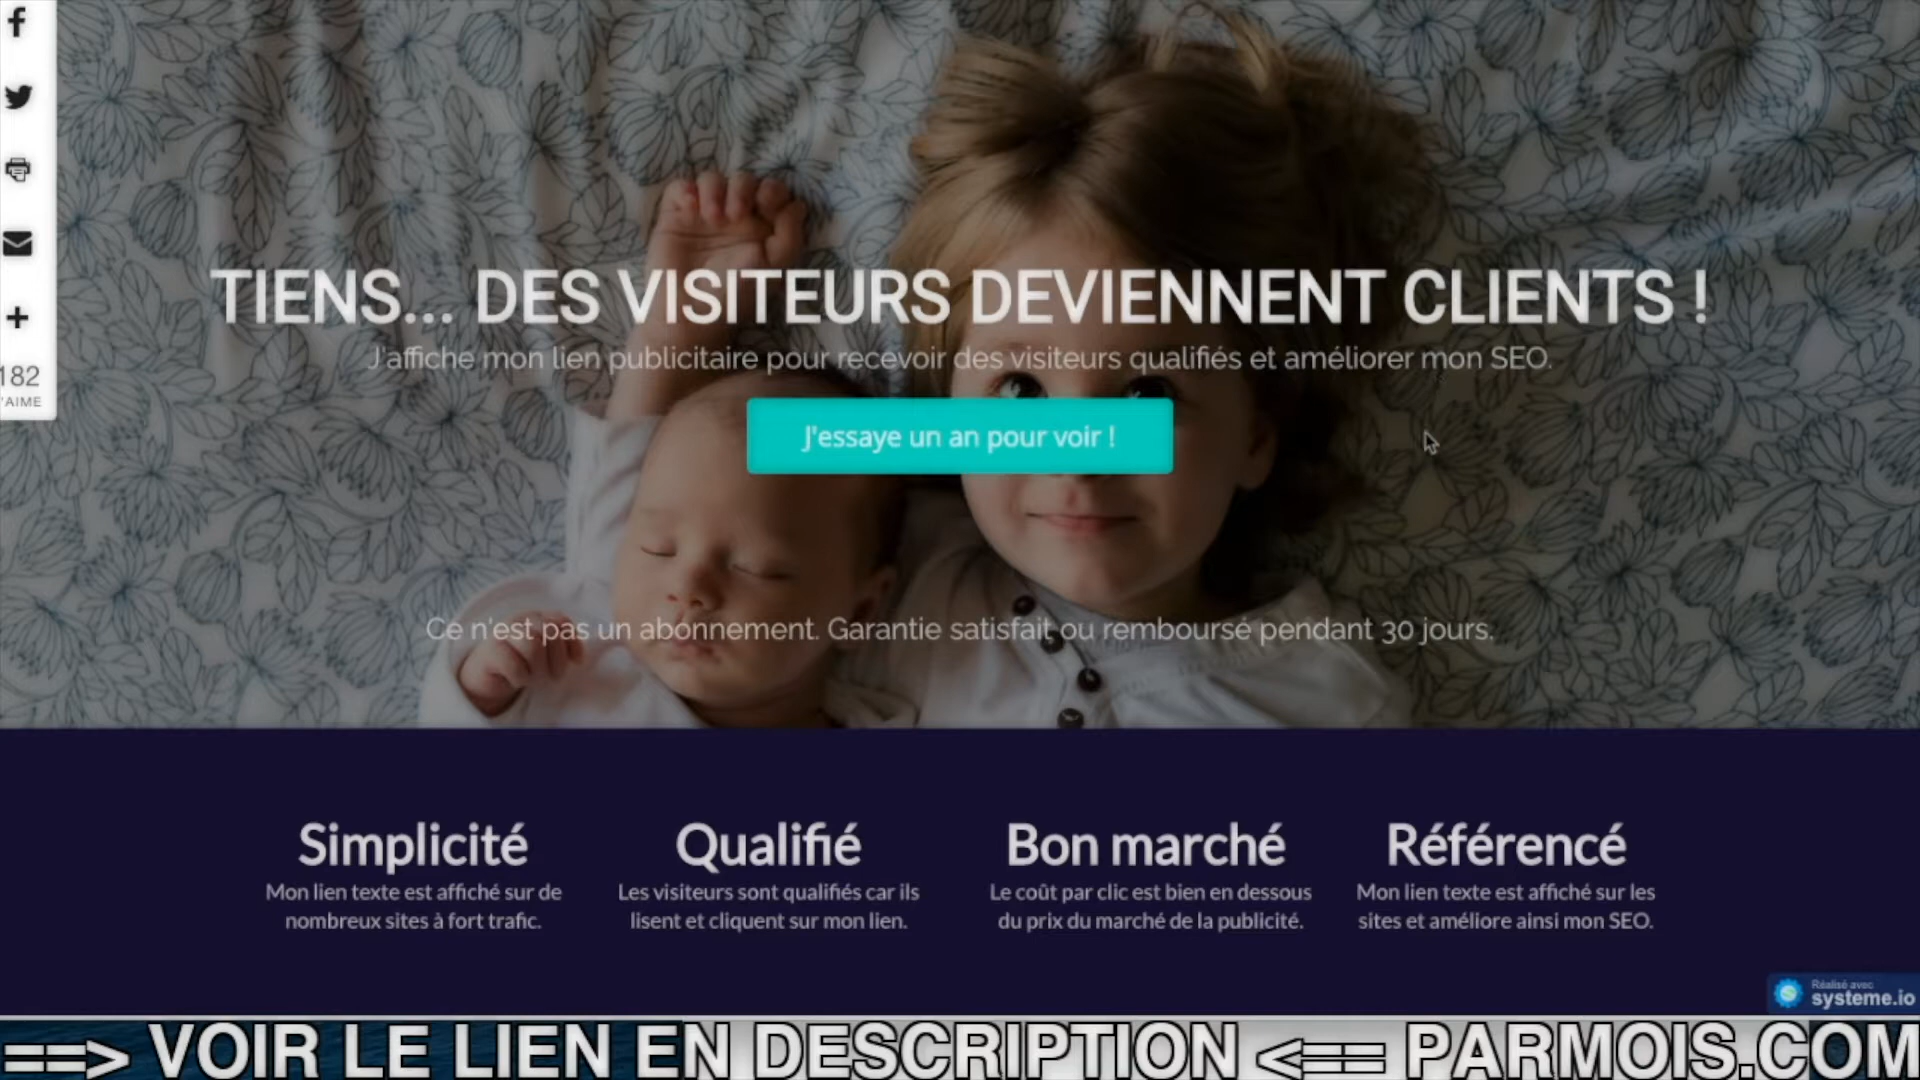 TIENS... DES VISITEURS DEVIENNENT CLIENTS !
J'affiche mon lien publicitaire pour recevoir des visiteurs qualifiés et améliorer mon SEO.
J'essaye un an pour voir !
Ce n'est pas un abonnement. Garantie satisfait ou remboursé pendant 30 jours.
182
'AIME
Simplicité
Mon lien texte est affiché sur de
nombreux sites à fort trafic.
Qualifié
Les visiteurs sont qualifiés car ils
lisent et cliquent sur mon lien.
Bon marché
Le coût par clic est bien en dessous
du prix du marché de la publicité.
Référencé
Mon lien texte est affiché sur les
sites et améliore ainsi mon SEO.
Réalisé avec
systeme.io
==> VOIR LE LIEN EN DESCRIPTION <== PARMOIS.COM